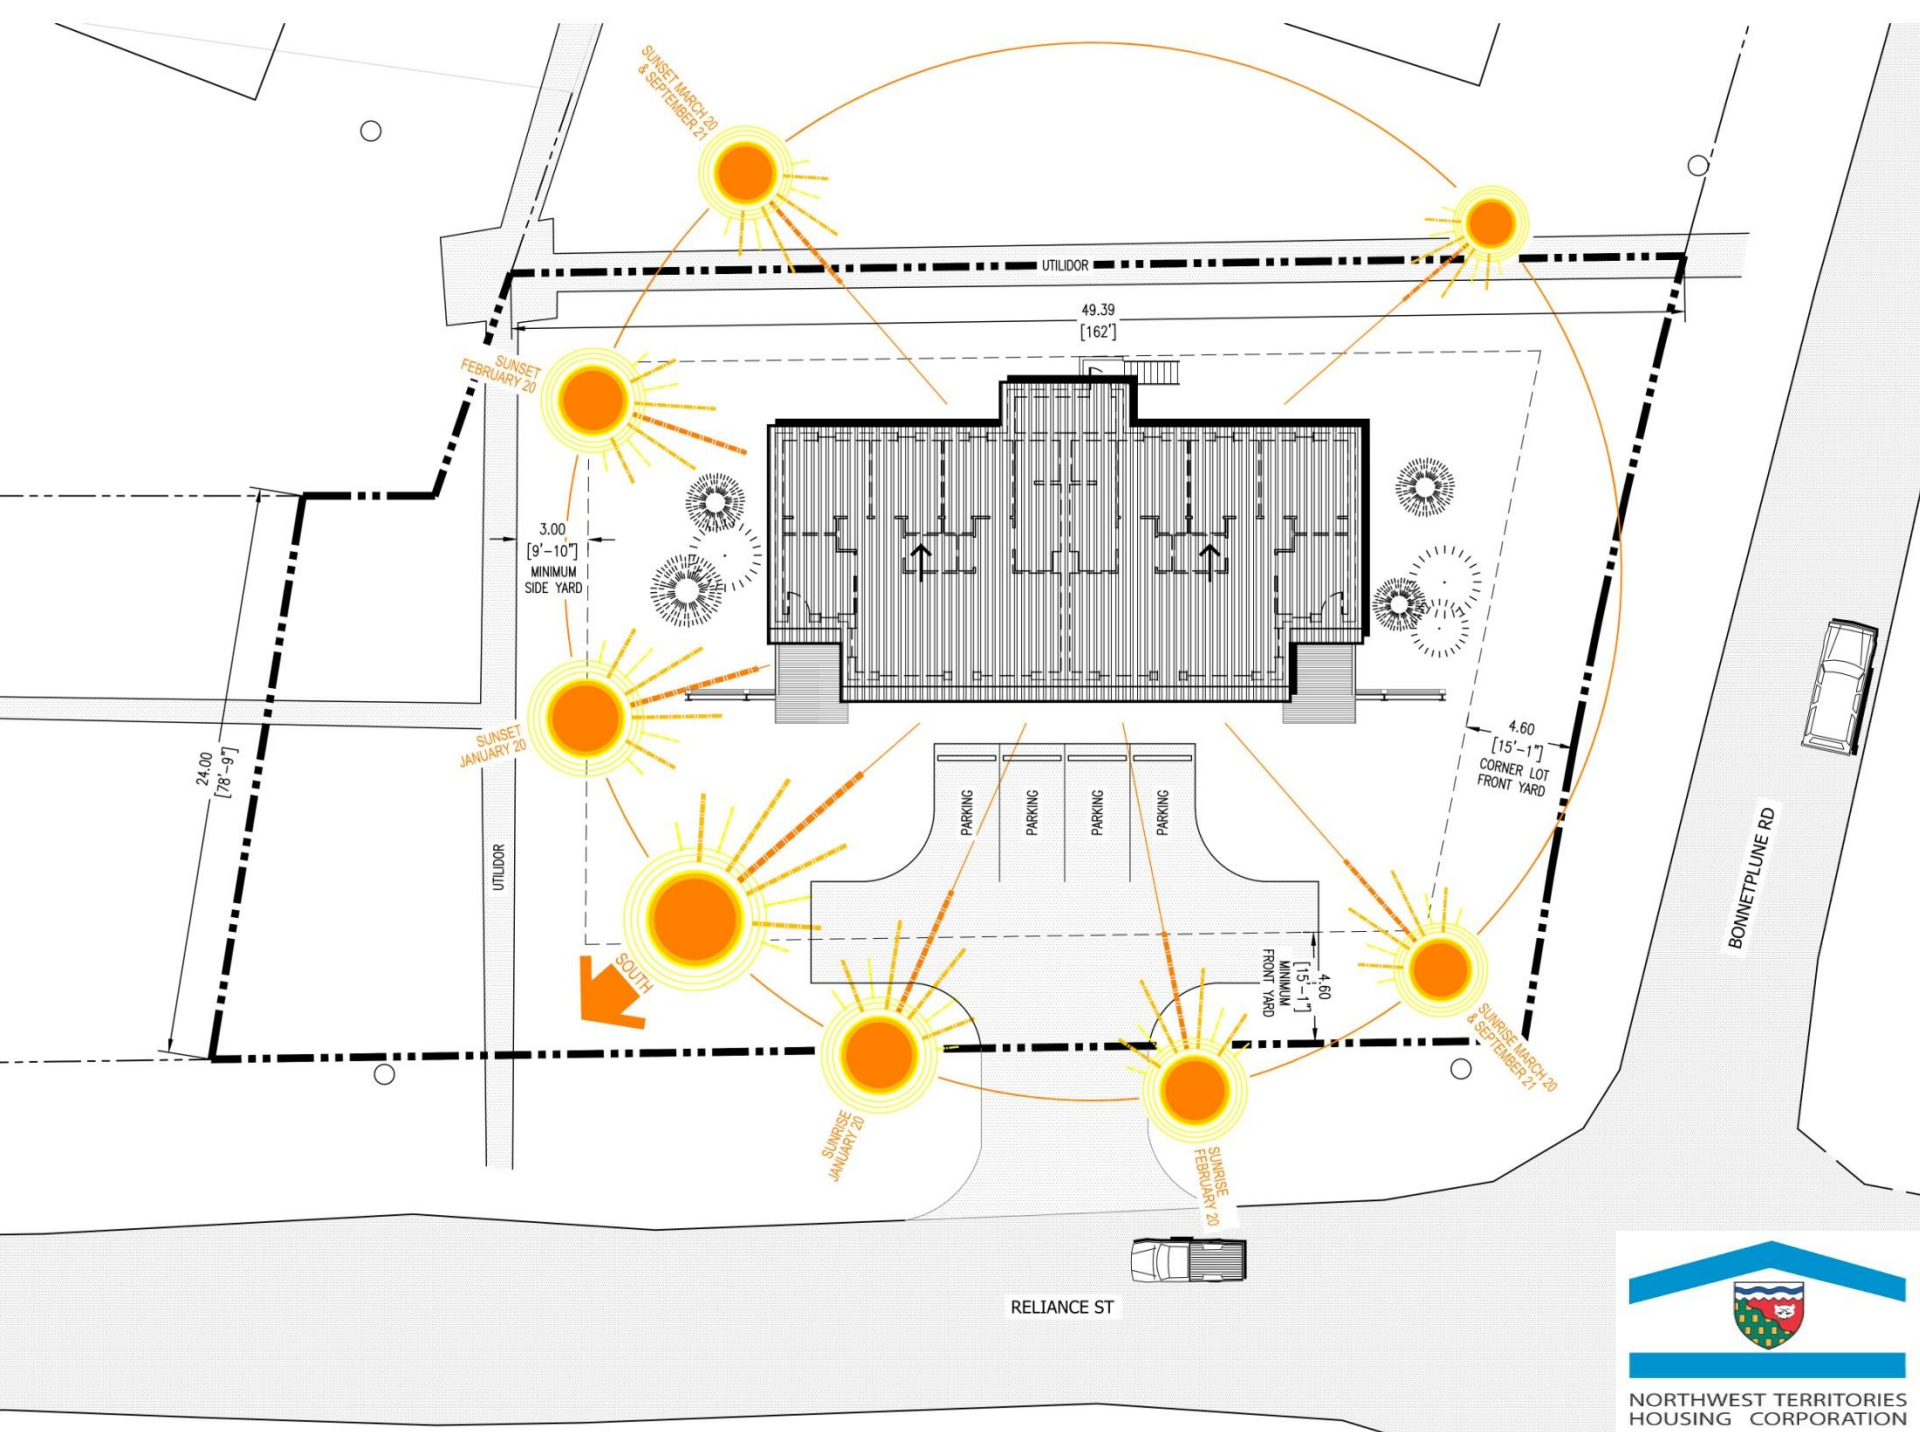 SUNSET MARCH 20
& SEPTEMBER 21
UTILIDOR
49.39
[162']
SUNSET
FEBRUARY 20
3.00
[9'-10"]
MINIMUM
SIDE YARD
24.00
[78'-9"]
SUNSET
JANUARY 20
4.60
[15'-1"]
CORNER LOT
FRONT YARD
PARKING
PARKING
PARKING
PARKING
UTILIDOR
BONNETPLUNE RD
SOUTH
4.60
[15'-1"]
MINIMUM
FRONT YARD
SUNRISE MARCH 20
& SEPTEMBER 21
SUNRISE
JANUARY 20
SUNRISE
FEBRUARY 20
RELIANCE ST
NORTHWEST TERRITORIES
HOUSING CORPORATION